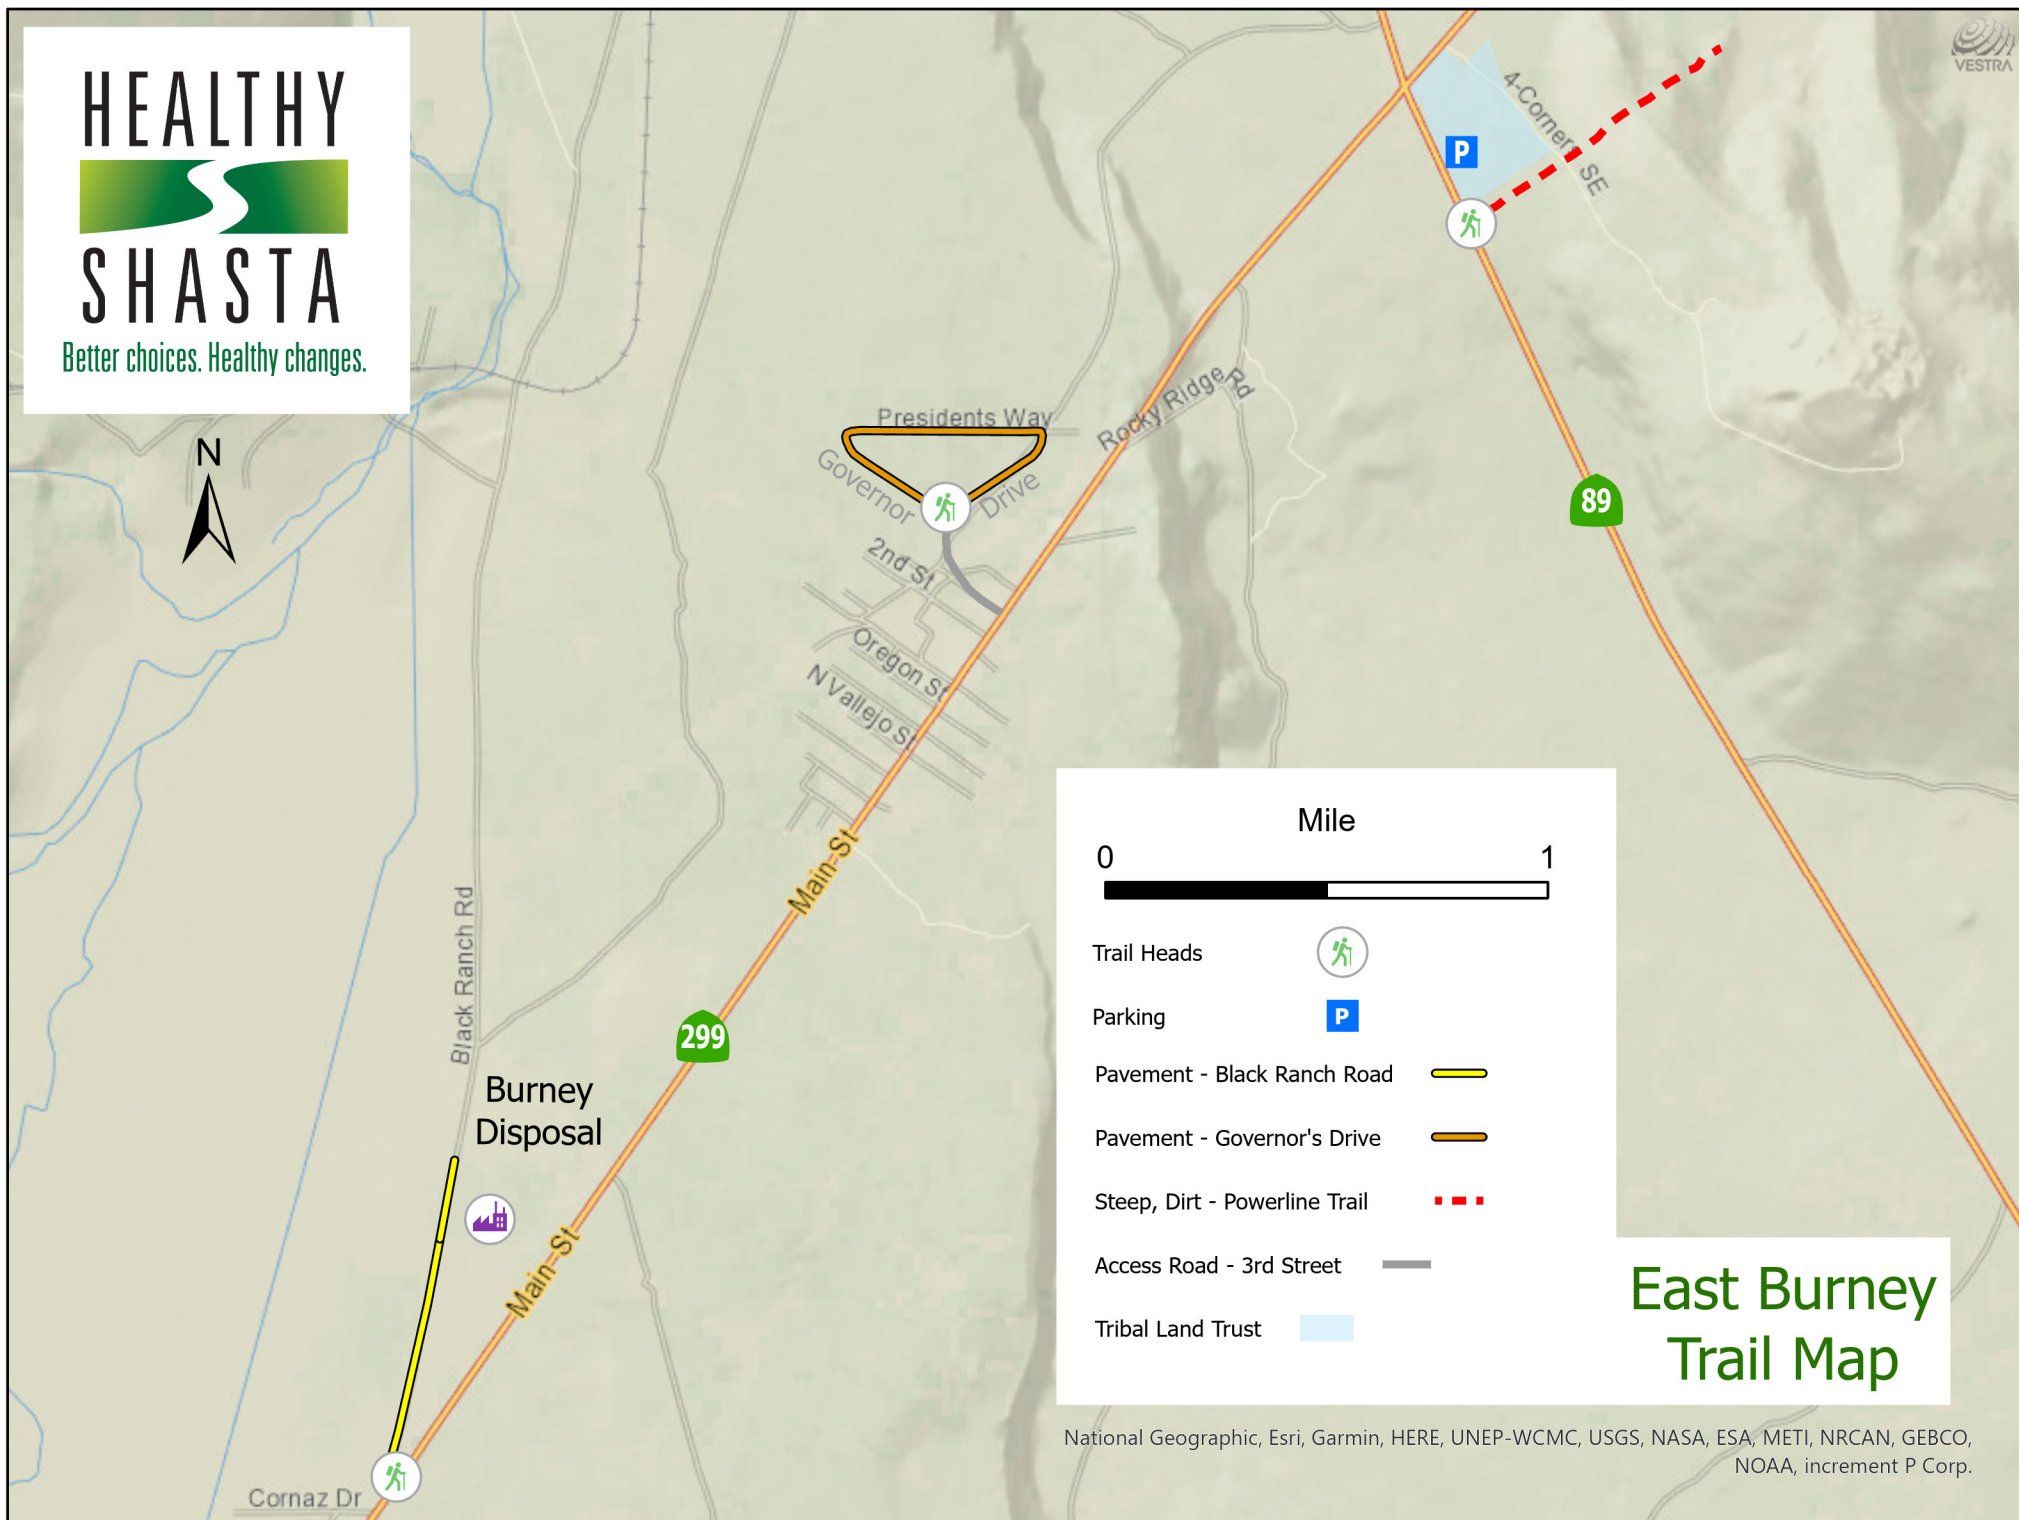 HEALTHY
SHASTA
Better choices. Healthy changes.
N
VESTRA
4-Corners SE
P
Presidents Way
Rocky Ridge Rd
Governor Drive
89
2nd St
Oregon St
N Vallejo St
Main St
Black Ranch Rd
299
Burney
Disposal
Main St
Cornaz Dr
Mile
0 1
Trail Heads
Parking P
Pavement - Black Ranch Road
Pavement - Governor's Drive
Steep, Dirt - Powerline Trail
Access Road - 3rd Street
Tribal Land Trust
East Burney
Trail Map
National Geographic, Esri, Garmin, HERE, UNEP-WCMC, USGS, NASA, ESA, METI, NRCAN, GEBCO,
NOAA, increment P Corp.